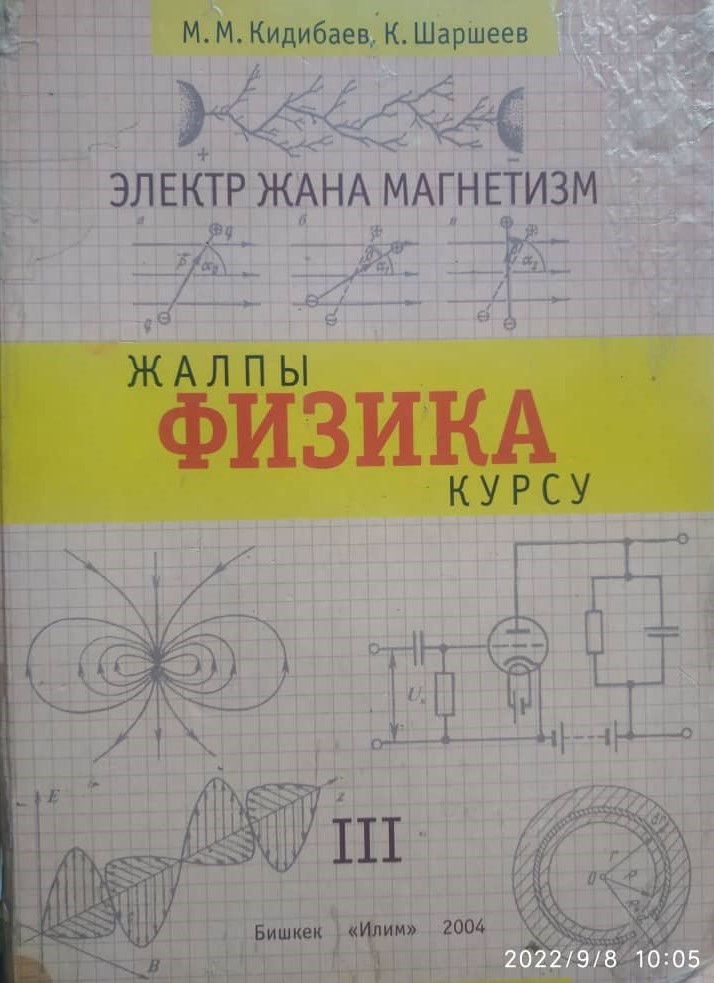 М. М. Кидибаев, К. Шаршеев
+ −
ЭЛЕКТР ЖАНА МАГНЕТИЗМ
а б в
ЖАЛПЫ
ФИЗИКА
КУРСУ
E
III
B
Бишкек «Илим» 2004
2022/9/8 10:05